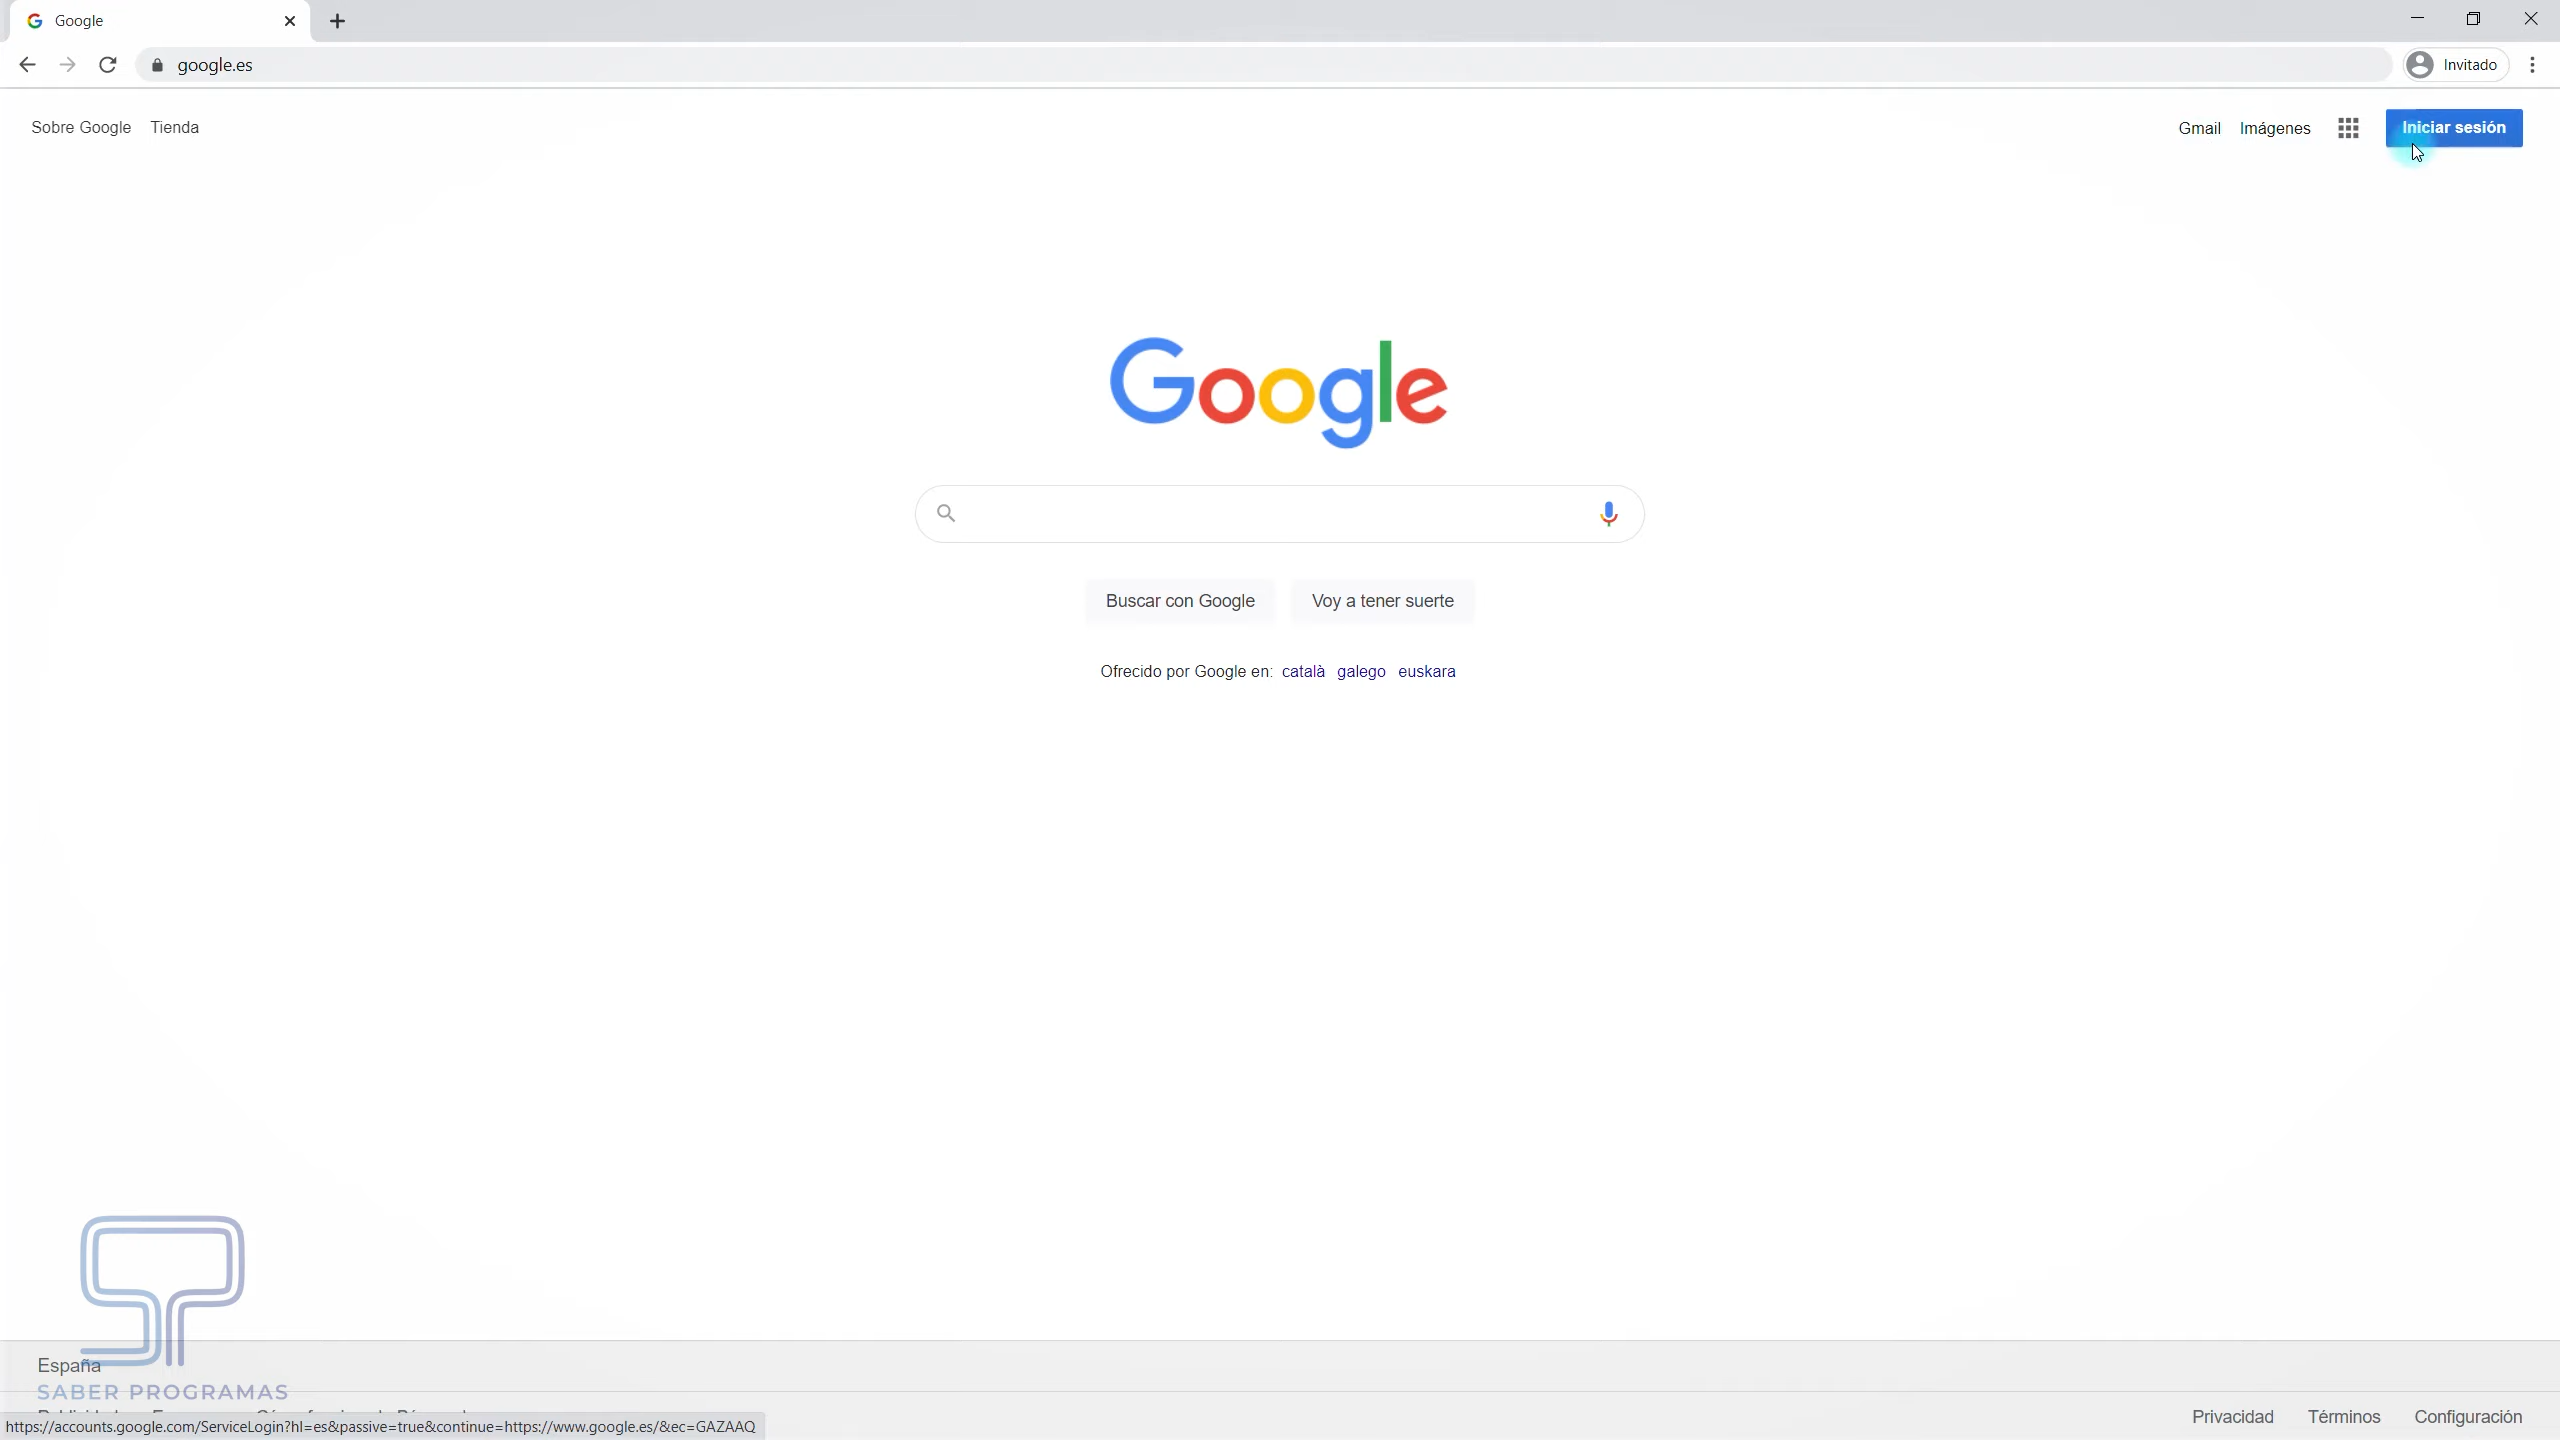 Google
google.es
Invitado
Sobre Google Tienda
Gmail Imágenes Iniciar sesión
Google
Buscar con Google Voy a tener suerte
Ofrecido por Google en: català galego euskara
España
SABER PROGRAMAS
https://accounts.google.com/ServiceLogin?hl=es&passive=true&continue=https://www.google.es/&ec=GAZAAQ
Privacidad Términos Configuración